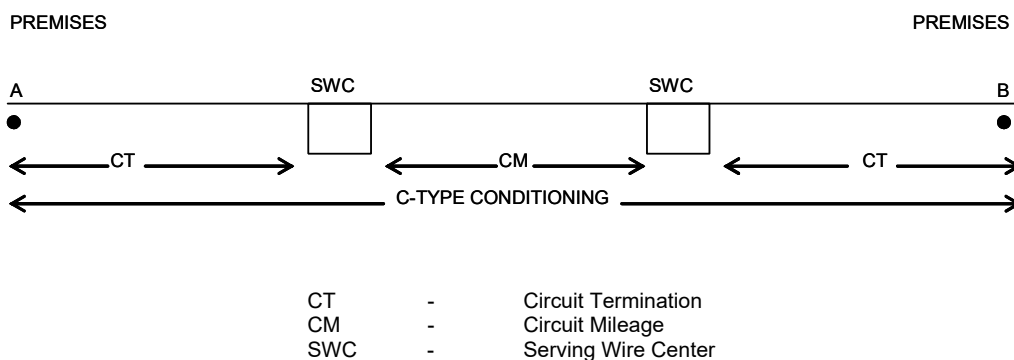 PREMISES PREMISES
SWC SWC
A B
CT CM CT
C-TYPE CONDITIONING
CT - Circuit Termination
CM - Circuit Mileage
SWC - Serving Wire Center